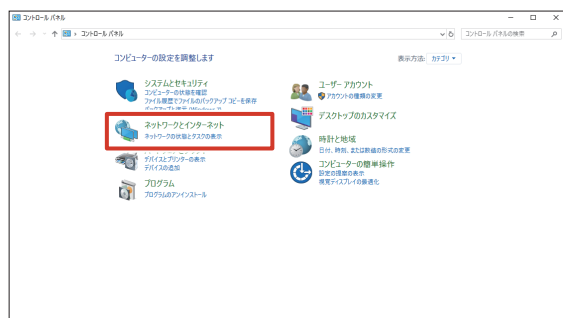 コントロール パネル
コントロール パネル
コントロール パネルの検索
コンピューターの設定を調整します
表示方法: カテゴリ
システムとセキュリティ
コンピューターの状態を確認
ファイル履歴でファイルのバックアップ コピーを保存
ネットワークとインターネット
ネットワークの状態とタスクの表示
デバイスとプリンターの表示
デバイスの追加
プログラム
プログラムのアンインストール
ユーザー アカウント
アカウントの種類の変更
デスクトップのカスタマイズ
時計と地域
日付、時刻、または数値の形式の変更
コンピューターの簡単操作
設定の提案の表示
視覚ディスプレイの最適化